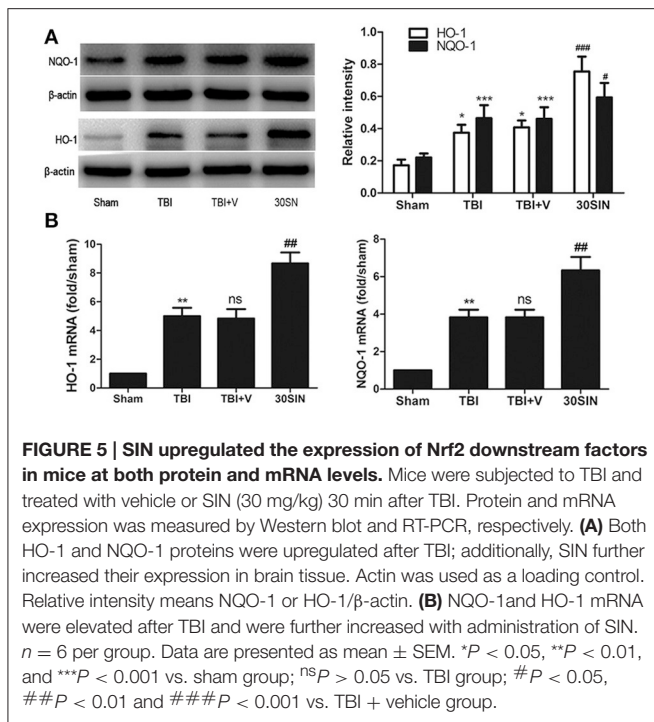 A
NQO-1
β-actin
HO-1
β-actin
Sham TBI TBI+V 30SN
HO-1
NQO-1
Relative intensity
1.0
0.8
0.6
0.4
0.2
0.0
* *** * *** ### #
Sham TBI TBI+V 30SIN
B
HO-1 mRNA (fold/sham)
10
8
6
4
2
0
** ns ##
Sham TBI TBI+V 30SIN
NQO-1 mRNA (fold/sham)
8
6
4
2
0
** ns ##
Sham TBI TBI+V 30SIN
FIGURE 5 | SIN upregulated the expression of Nrf2 downstream factors
in mice at both protein and mRNA levels. Mice were subjected to TBI and
treated with vehicle or SIN (30 mg/kg) 30 min after TBI. Protein and mRNA
expression was measured by Western blot and RT-PCR, respectively. (A) Both
HO-1 and NQO-1 proteins were upregulated after TBI; additionally, SIN further
increased their expression in brain tissue. Actin was used as a loading control.
Relative intensity means NQO-1 or HO-1/β-actin. (B) NQO-1and HO-1 mRNA
were elevated after TBI and were further increased with administration of SIN.
n = 6 per group. Data are presented as mean ± SEM. *P < 0.05, **P < 0.01,
and ***P < 0.001 vs. sham group; nsP > 0.05 vs. TBI group; #P < 0.05,
##P < 0.01 and ###P < 0.001 vs. TBI + vehicle group.